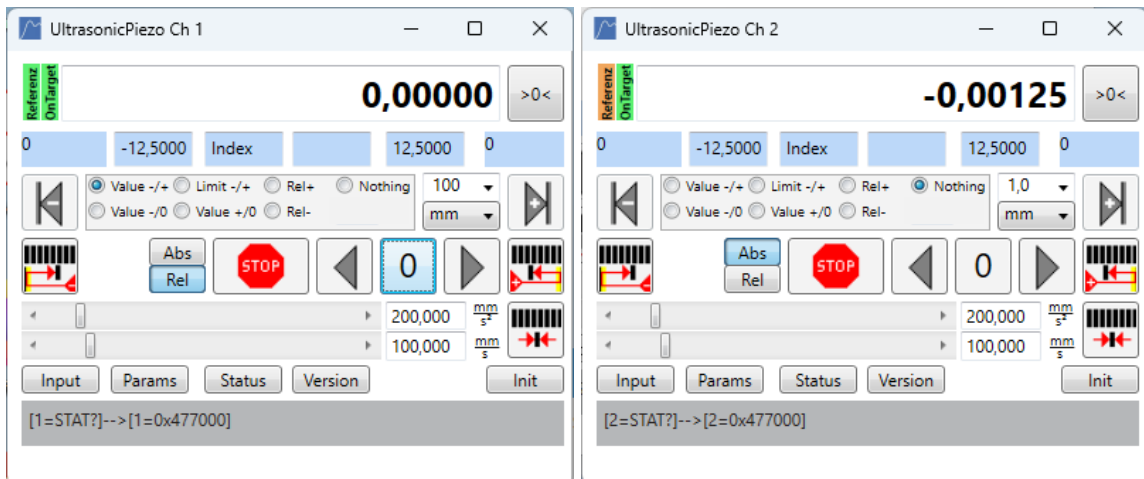 UltrasonicPiezo Ch 1
Referenz
OnTarget
0,00000
>0<
0 -12,5000 Index 12,5000 0
Value -/+ Limit -/+ Rel+ Nothing 100
Value -/0 Value +/0 Rel- mm
Abs
Rel
STOP
0
200,000 mm/s²
100,000 mm/s
Input Params Status Version Init
[1=STAT?]-->[1=0x477000]
UltrasonicPiezo Ch 2
Referenz
OnTarget
-0,00125
>0<
0 -12,5000 Index 12,5000 0
Value -/+ Limit -/+ Rel+ Nothing 1,0
Value -/0 Value +/0 Rel- mm
Abs
Rel
STOP
0
200,000 mm/s²
100,000 mm/s
Input Params Status Version Init
[2=STAT?]-->[2=0x477000]